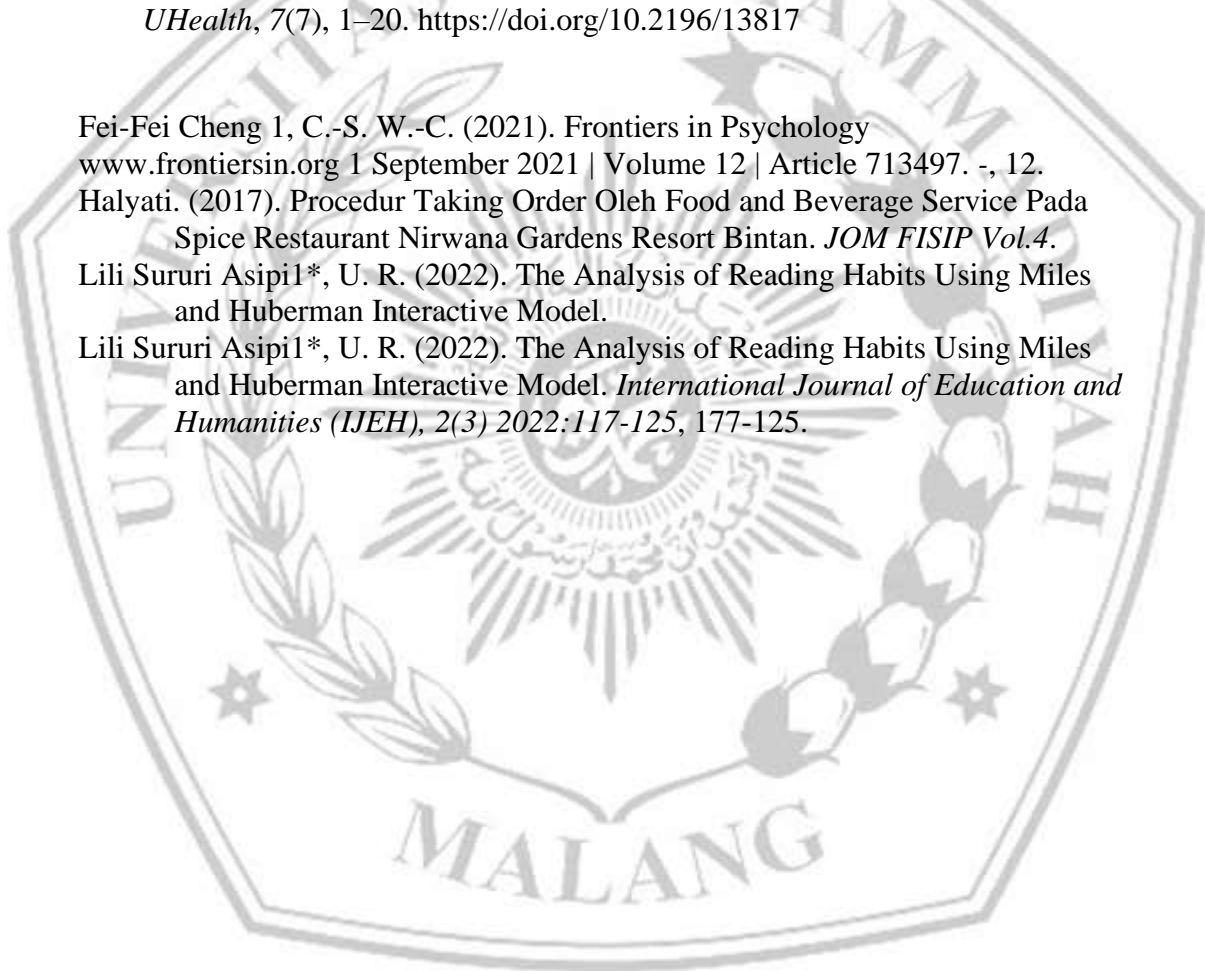 UHealth, 7(7), 1–20. https://doi.org/10.2196/13817
Fei-Fei Cheng 1, C.-S. W.-C. (2021). Frontiers in Psychology
www.frontiersin.org 1 September 2021 | Volume 12 | Article 713497. -, 12.
Halyati. (2017). Procedur Taking Order Oleh Food and Beverage Service Pada
Spice Restaurant Nirwana Gardens Resort Bintan. JOM FISIP Vol.4.
Lili Sururi Asipi1*, U. R. (2022). The Analysis of Reading Habits Using Miles
and Huberman Interactive Model.
Lili Sururi Asipi1*, U. R. (2022). The Analysis of Reading Habits Using Miles
and Huberman Interactive Model. International Journal of Education and
Humanities (IJEH), 2(3) 2022:117-125, 177-125.
MALANG